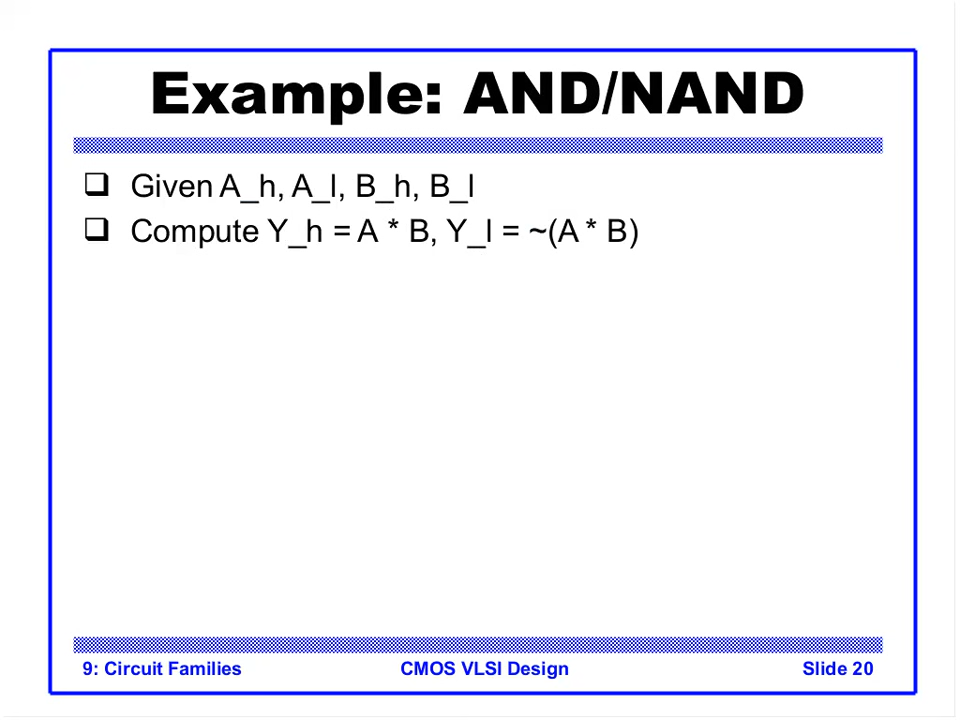 Example: AND/NAND
Given A_h, A_l, B_h, B_l
Compute Y_h = A * B, Y_l = ~(A * B)
9: Circuit Families
CMOS VLSI Design
Slide 20